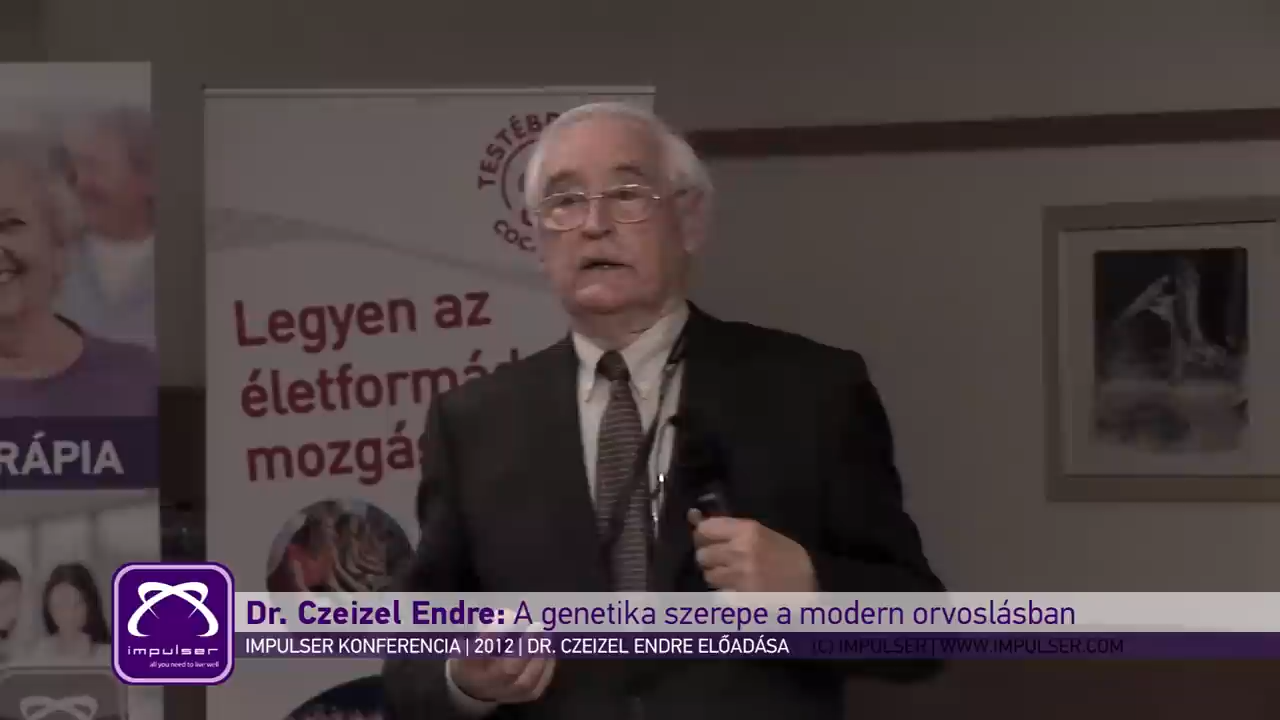 TESTÉB
COC
Legyen az
életformád
mozgás
RÁPIA
impulser
all you need to live well
Dr. Czeizel Endre: A genetika szerepe a modern orvoslásban
IMPULSER KONFERENCIA | 2012 | DR. CZEIZEL ENDRE ELŐADÁSA
(C) IMPULSER | WWW.IMPULSER.COM